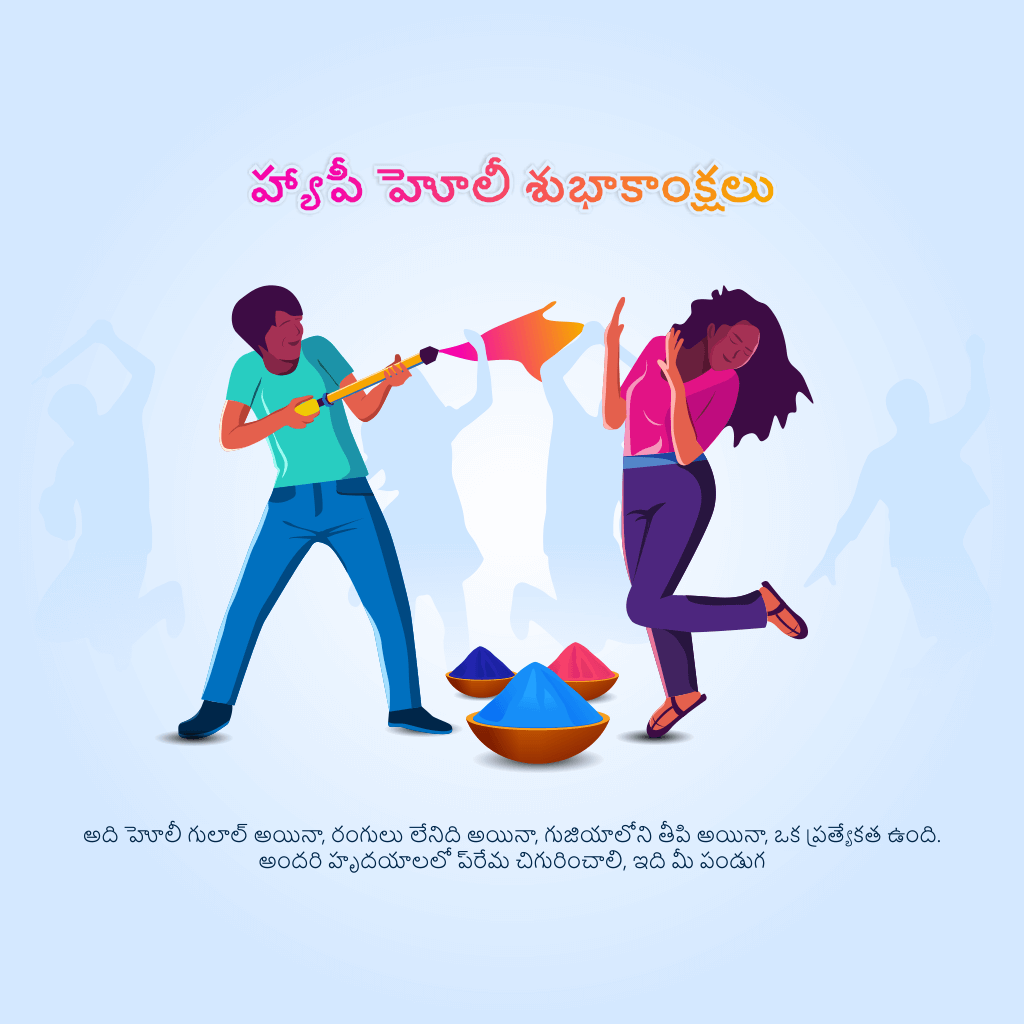 హ్యాపీ హెూలీ శుభాకాంక్షలు
అది హెూలీ గులాల్ అయినా, రంగులు లేనిది అయినా, గుజియాలోని తీపి అయినా, ఒక ప్రత్యేకత ఉంది.
అందరి హృదయాలలో ప్‌రేమ చిగురించాలి, ఇది మీ పండుగ